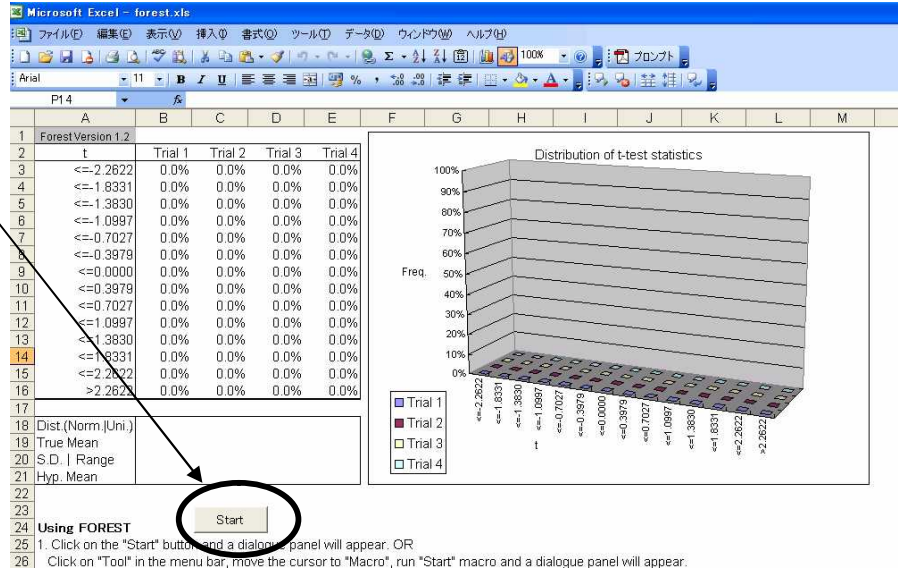 Microsoft Excel - forest.xls
ファイル(F) 編集(E) 表示(V) 挿入(I) 書式(O) ツール(T) データ(D) ウィンドウ(W) ヘルプ(H)
100% プロンプト
Arial 11 B I U
P14 fx
A B C D E F G H I J K L M
1 Forest Version 1.2
2 t Trial 1 Trial 2 Trial 3 Trial 4
3 <=-2.2622 0.0% 0.0% 0.0% 0.0%
4 <=-1.8331 0.0% 0.0% 0.0% 0.0%
5 <=-1.3830 0.0% 0.0% 0.0% 0.0%
6 <=-1.0997 0.0% 0.0% 0.0% 0.0%
7 <=-0.7027 0.0% 0.0% 0.0% 0.0%
8 <=-0.3979 0.0% 0.0% 0.0% 0.0%
9 <=0.0000 0.0% 0.0% 0.0% 0.0%
10 <=0.3979 0.0% 0.0% 0.0% 0.0%
11 <=0.7027 0.0% 0.0% 0.0% 0.0%
12 <=1.0997 0.0% 0.0% 0.0% 0.0%
13 <=1.3830 0.0% 0.0% 0.0% 0.0%
14 <=1.8331 0.0% 0.0% 0.0% 0.0%
15 <=2.2622 0.0% 0.0% 0.0% 0.0%
16 >2.2622 0.0% 0.0% 0.0% 0.0%
17
18 Dist.(Norm.|Uni.)
19 True Mean
20 S.D. | Range
21 Hyp. Mean
22
23
Start
24 Using FOREST
25 1. Click on the "Start" button and a dialogue panel will appear. OR
26 Click on "Tool" in the menu bar, move the cursor to "Macro", run "Start" macro and a dialogue panel will appear.
Distribution of t-test statistics
100%
90%
80%
70%
60%
Freq. 50%
40%
30%
20%
10%
0%
<=-2.2622
<=-1.8331
<=-1.3830
<=-1.0997
<=-0.7027
<=-0.3979
<=0.0000
<=0.3979
<=0.7027
<=1.0997
<=1.3830
<=1.8331
<=2.2622
>2.2622
t
Trial 1
Trial 2
Trial 3
Trial 4